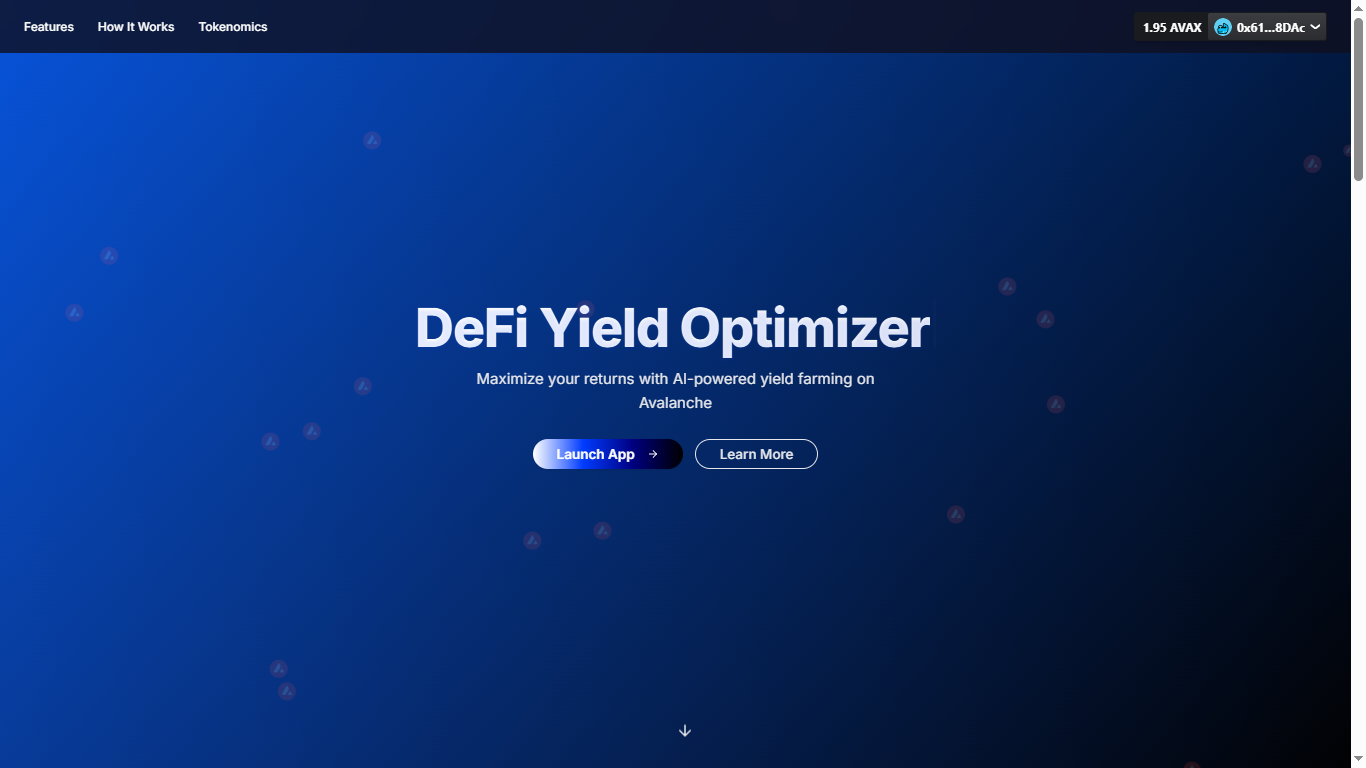 Features How It Works Tokenomics 1.95 AVAX 0x61...8DAc
DeFi Yield Optimizer
Maximize your returns with AI-powered yield farming on
Avalanche
Launch App → Learn More